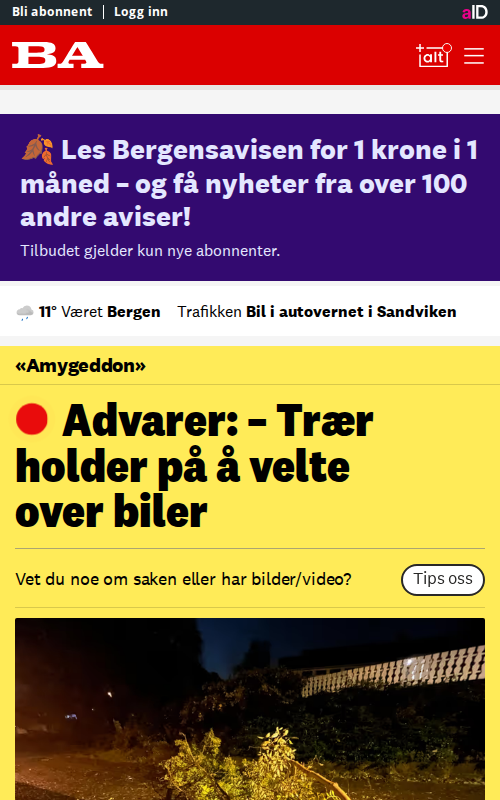 Bli abonnent | Logg inn
aID
BA
+alt
🍂 Les Bergensavisen for 1 krone i 1
måned – og få nyheter fra over 100
andre aviser!
Tilbudet gjelder kun nye abonnenter.
11° Været Bergen Trafikken Bil i autovernet i Sandviken
«Amygeddon»
Advarer: – Trær
holder på å velte
over biler
Vet du noe om saken eller har bilder/video?
Tips oss